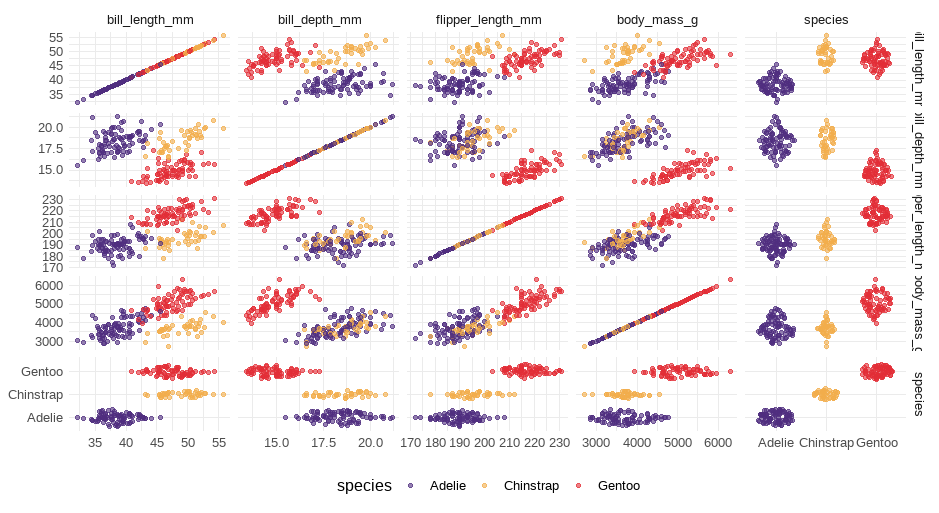 bill_length_mm bill_depth_mm flipper_length_mm body_mass_g species
55
50
45
40
35
20.0
17.5
15.0
230
220
210
200
190
180
170
6000
5000
4000
3000
Gentoo
Chinstrap
Adelie
35 40 45 50 55 15.0 17.5 20.0 170 180 190 200 210 220 230 3000 4000 5000 6000 Adelie Chinstrap Gentoo
species
species Adelie Chinstrap Gentoo